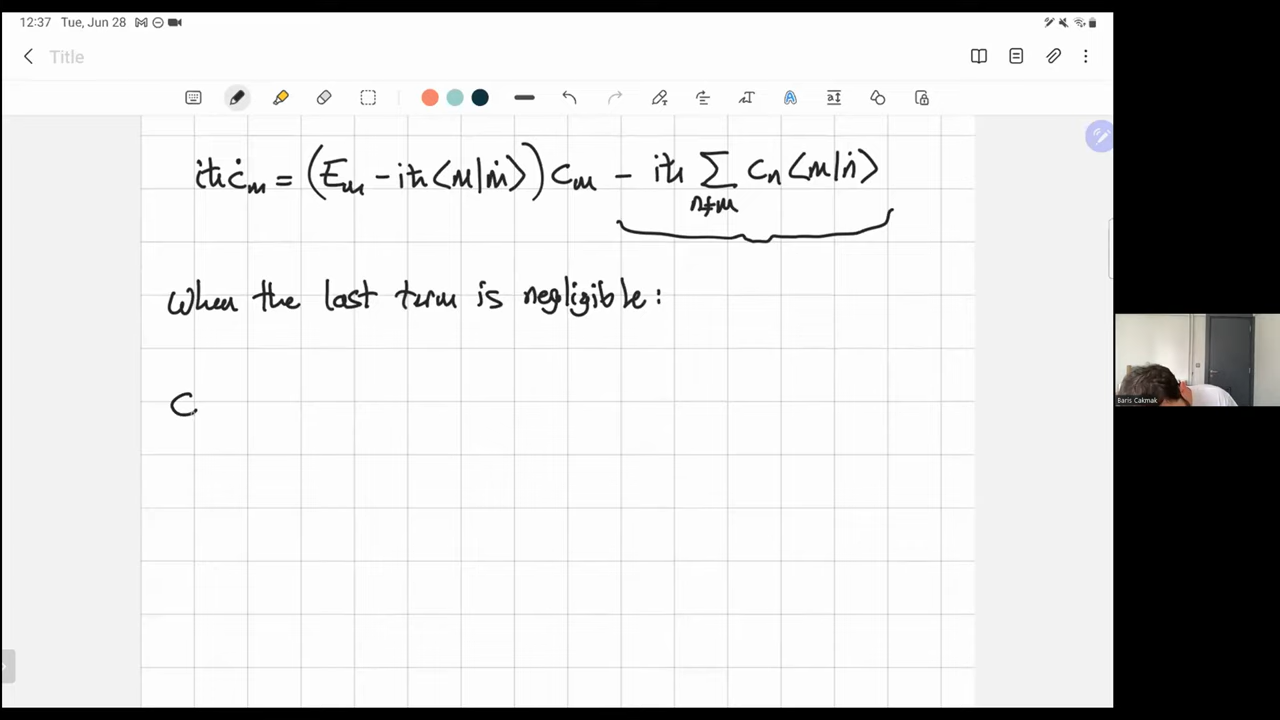 12:37 Tue, Jun 28
Title
iħċₘ = (Eₘ - iħ⟨m|ṁ⟩) cₘ - iħ ∑ₙ≠ₘ cₙ⟨m|ṅ⟩
When the last term is negligible:
C
Baris Cakmak